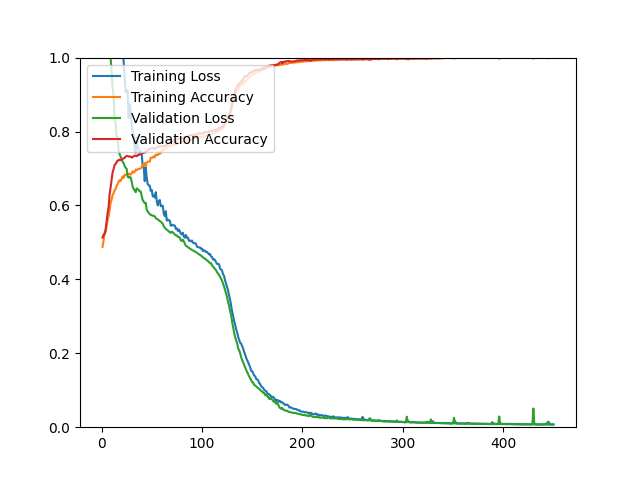 1.0
0.8
0.6
0.4
0.2
0.0
Training Loss
Training Accuracy
Validation Loss
Validation Accuracy
0 100 200 300 400